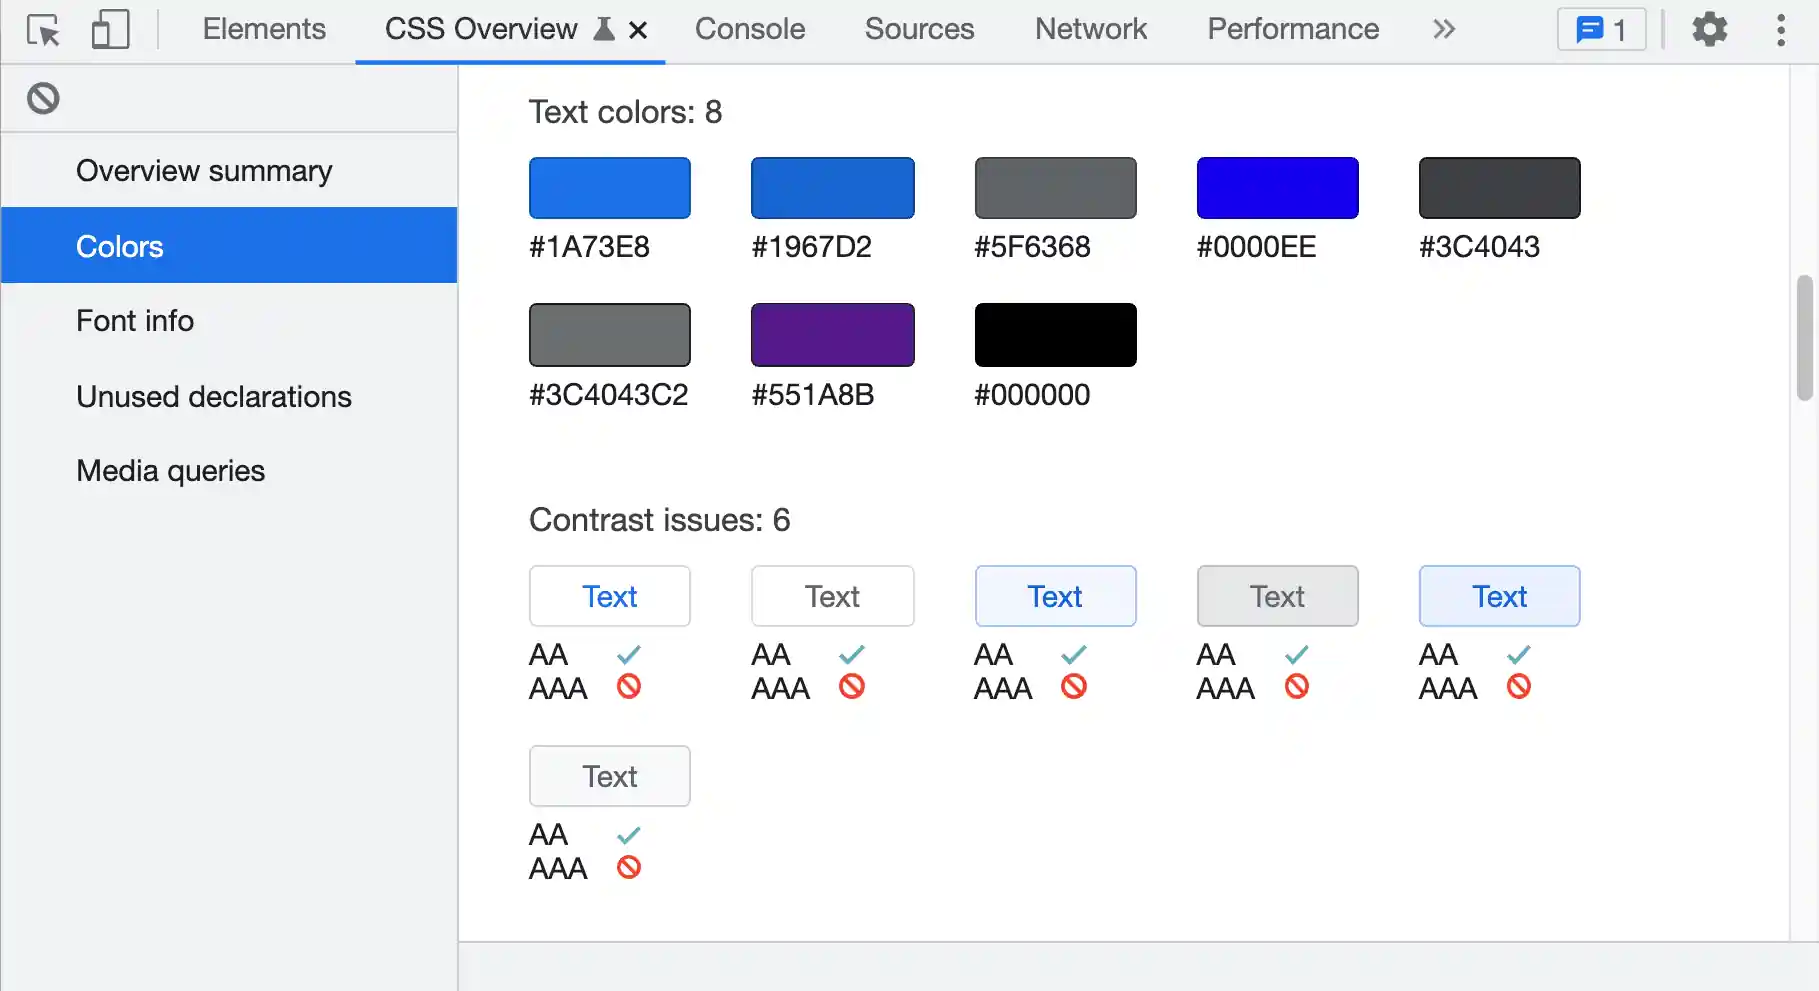 Elements CSS Overview Console Sources Network Performance 1
Overview summary
Colors
Font info
Unused declarations
Media queries
Text colors: 8
#1A73E8 #1967D2 #5F6368 #0000EE #3C4043
#3C4043C2 #551A8B #000000
Contrast issues: 6
Text Text Text Text Text
AA AA AA AA AA
AAA AAA AAA AAA AAA
Text
AA
AAA